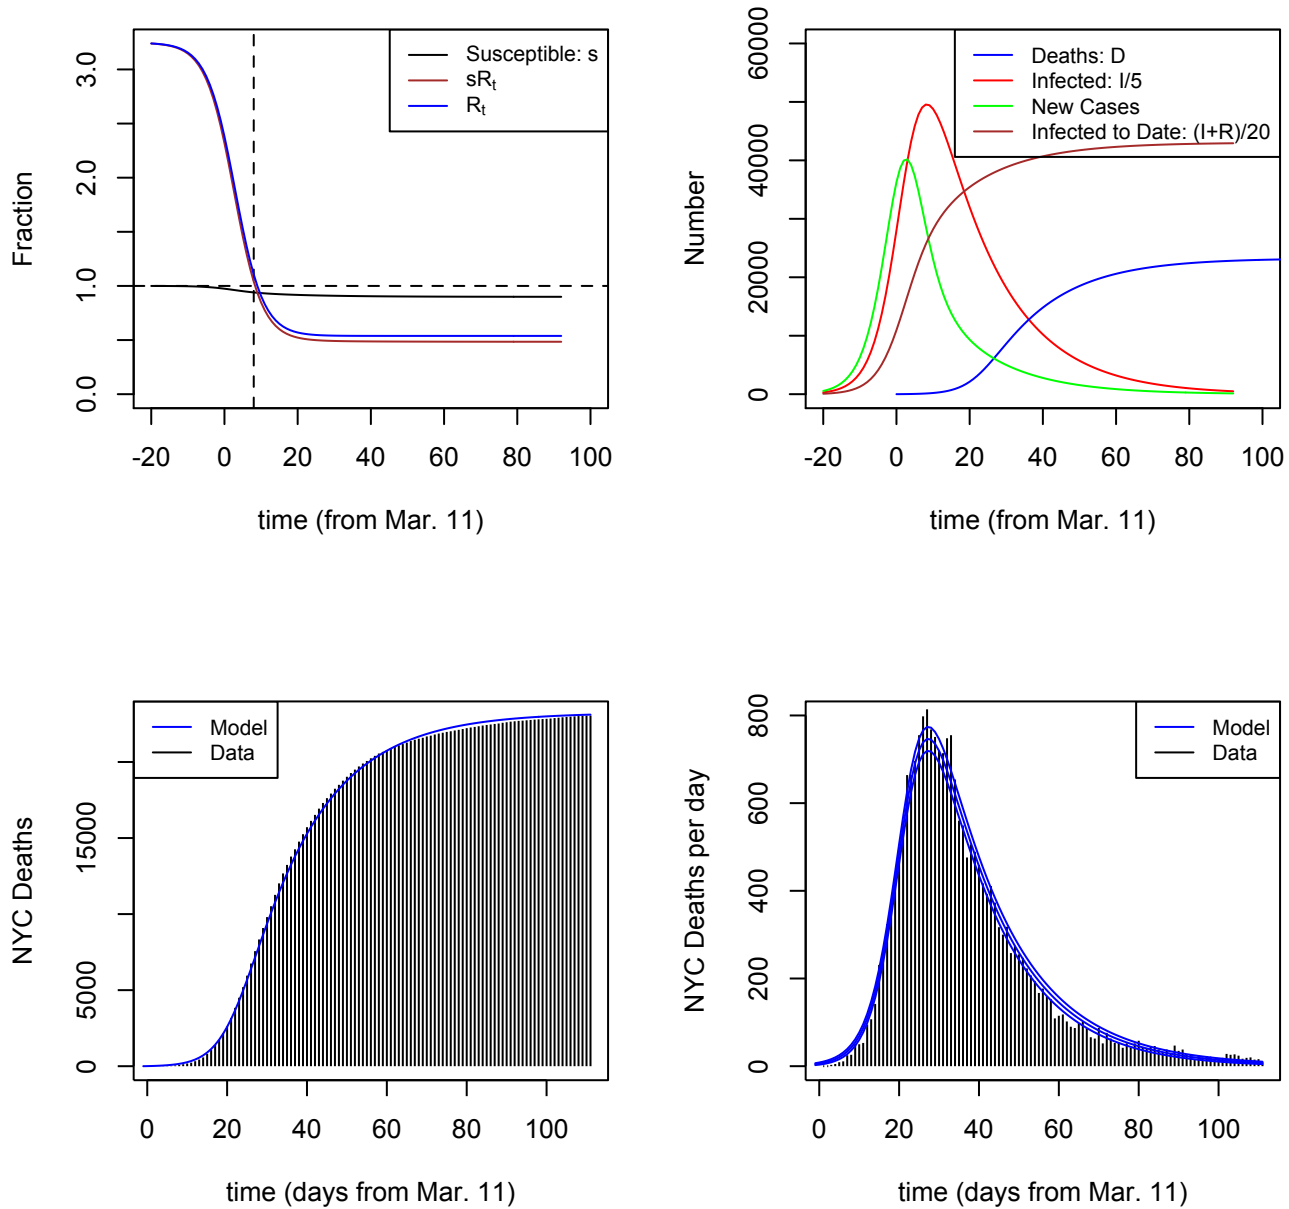 Fraction
3.0
2.0
1.0
0.0
Susceptible: s
sRt
Rt
-20 0 20 40 60 80 100
time (from Mar. 11)
Number
60000
40000
20000
0
Deaths: D
Infected: I/5
New Cases
Infected to Date: (I+R)/20
-20 0 20 40 60 80 100
time (from Mar. 11)
NYC Deaths
15000
5000
0
Model
Data
0 20 40 60 80 100
time (days from Mar. 11)
NYC Deaths per day
800
600
400
200
0
Model
Data
0 20 40 60 80 100
time (days from Mar. 11)